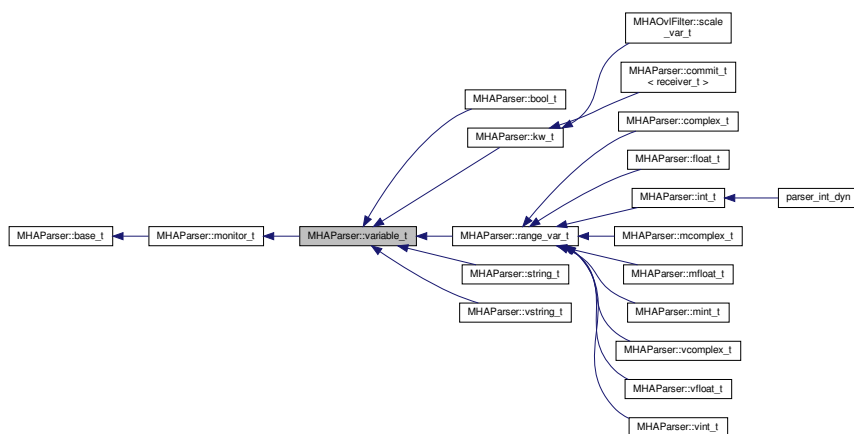 MHAOvlFilter::scale
_var_t
MHAParser::commit_t
< receiver_t >
MHAParser::bool_t
MHAParser::complex_t
MHAParser::kw_t
MHAParser::float_t
MHAParser::int_t
parser_int_dyn
MHAParser::base_t
MHAParser::monitor_t
MHAParser::variable_t
MHAParser::range_var_t
MHAParser::mcomplex_t
MHAParser::string_t
MHAParser::mfloat_t
MHAParser::vstring_t
MHAParser::mint_t
MHAParser::vcomplex_t
MHAParser::vfloat_t
MHAParser::vint_t